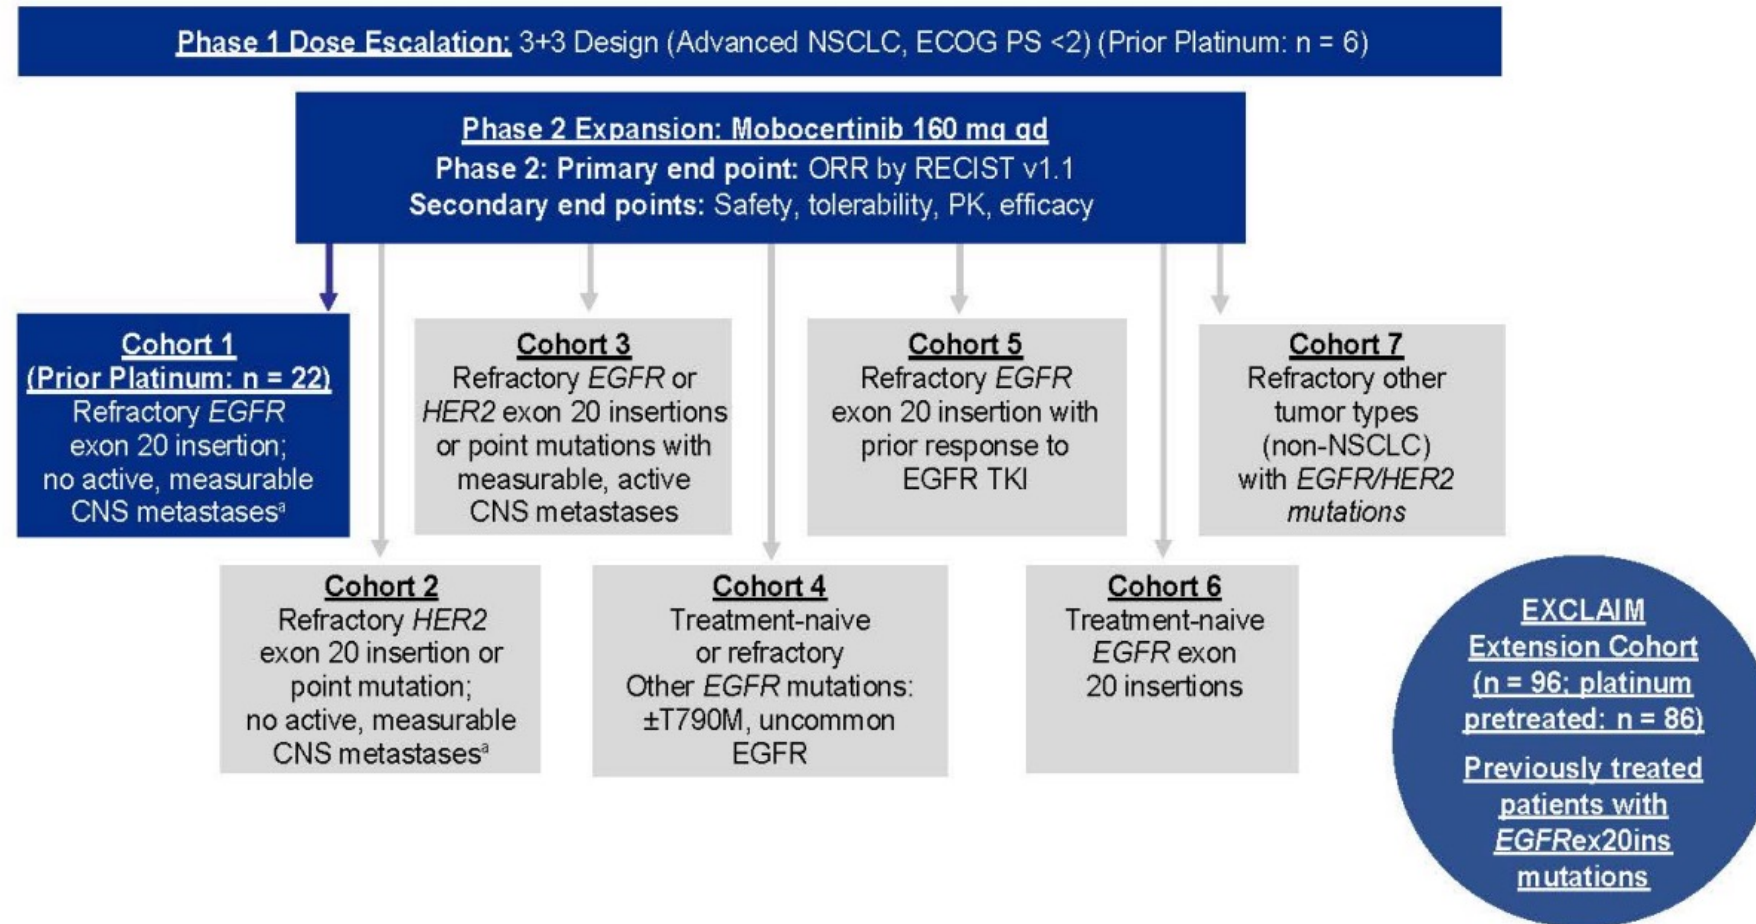 Phase 1 Dose Escalation: 3+3 Design (Advanced NSCLC, ECOG PS <2) (Prior Platinum: n = 6)
Phase 2 Expansion: Mobocertinib 160 mg qd
Phase 2: Primary end point: ORR by RECIST v1.1
Secondary end points: Safety, tolerability, PK, efficacy
Cohort 1
(Prior Platinum: n = 22)
Refractory EGFR
exon 20 insertion;
no active, measurable
CNS metastasesᵃ
Cohort 3
Refractory EGFR or
HER2 exon 20 insertions
or point mutations with
measurable, active
CNS metastases
Cohort 5
Refractory EGFR
exon 20 insertion with
prior response to
EGFR TKI
Cohort 7
Refractory other
tumor types
(non-NSCLC)
with EGFR/HER2
mutations
Cohort 2
Refractory HER2
exon 20 insertion or
point mutation;
no active, measurable
CNS metastasesᵃ
Cohort 4
Treatment-naive
or refractory
Other EGFR mutations:
±T790M, uncommon
EGFR
Cohort 6
Treatment-naive
EGFR exon
20 insertions
EXCLAIM
Extension Cohort
(n = 96; platinum
pretreated: n = 86)
Previously treated
patients with
EGFRex20ins
mutations